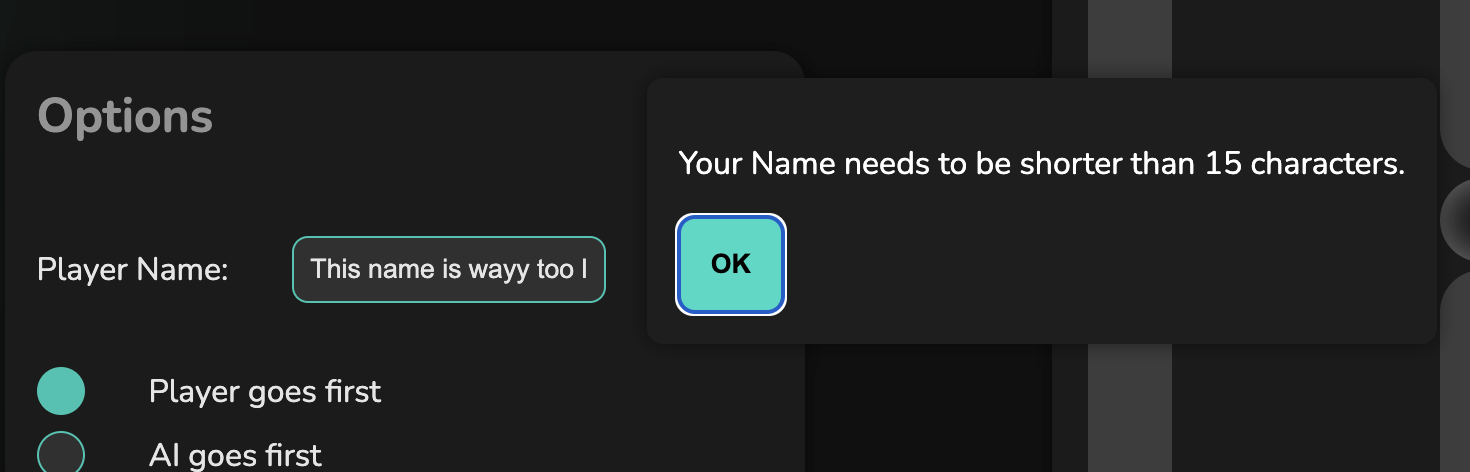 Options
Your Name needs to be shorter than 15 characters.
OK
Player Name:
This name is wayy too l
Player goes first
AI goes first